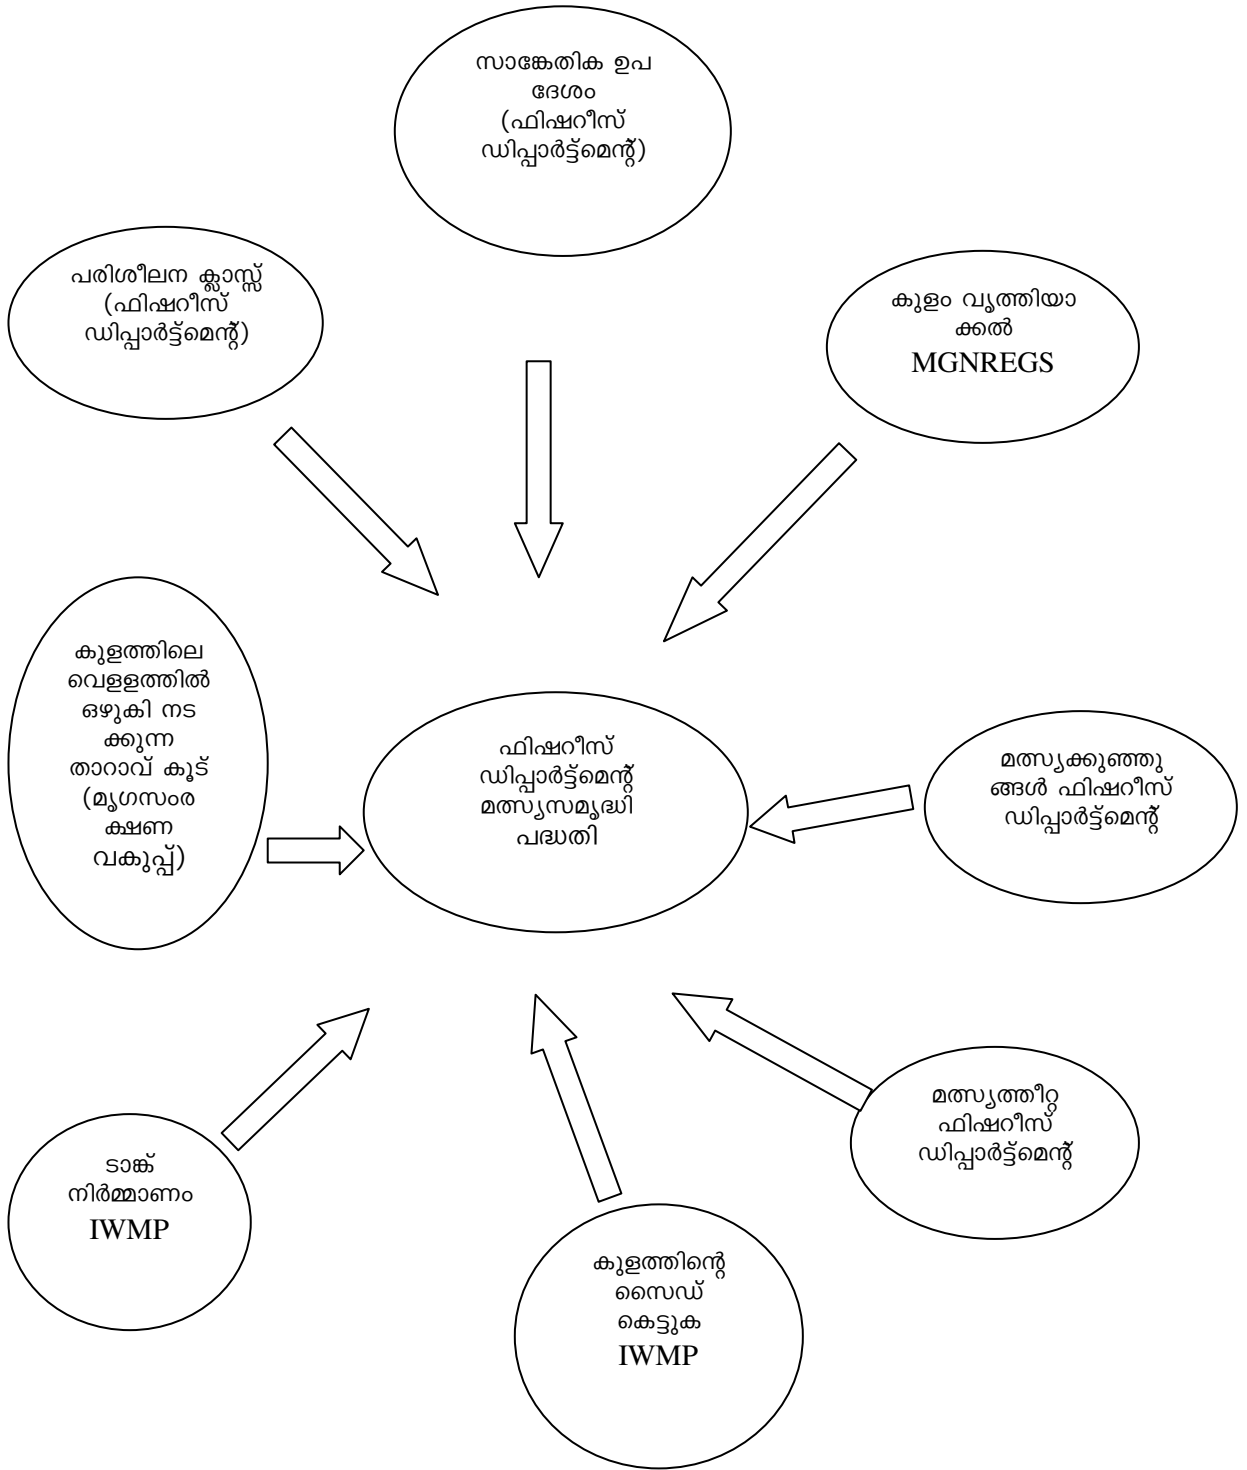 സാങ്കേതിക ഉപ
ദേശം
(ഫിഷറീസ്
ഡിപ്പാർട്ട്മെന്റ്)
പരിശീലന ക്ലാസ്സ്
(ഫിഷറീസ്
ഡിപ്പാർട്ട്മെന്റ്)
കുളം വൃത്തിയാ
ക്കൽ
MGNREGS
കുളത്തിലെ
വെളളത്തിൽ
ഒഴുകി നട
ക്കുന്ന
താറാവ് കൂട്
(മൃഗസംര
ക്ഷണ
വകുപ്പ്)
ഫിഷറീസ്
ഡിപ്പാർട്ട്മെന്റ്
മത്സ്യസമൃദ്ധി
പദ്ധതി
മത്സ്യക്കുഞ്ഞു
ങ്ങൾ ഫിഷറീസ്
ഡിപ്പാർട്ട്മെന്റ്
മത്സ്യത്തീറ്റ
ഫിഷറീസ്
ഡിപ്പാർട്ട്മെന്റ്
ടാങ്ക്
നിർമ്മാണം
IWMP
കുളത്തിന്റെ
സൈഡ്
കെട്ടുക
IWMP